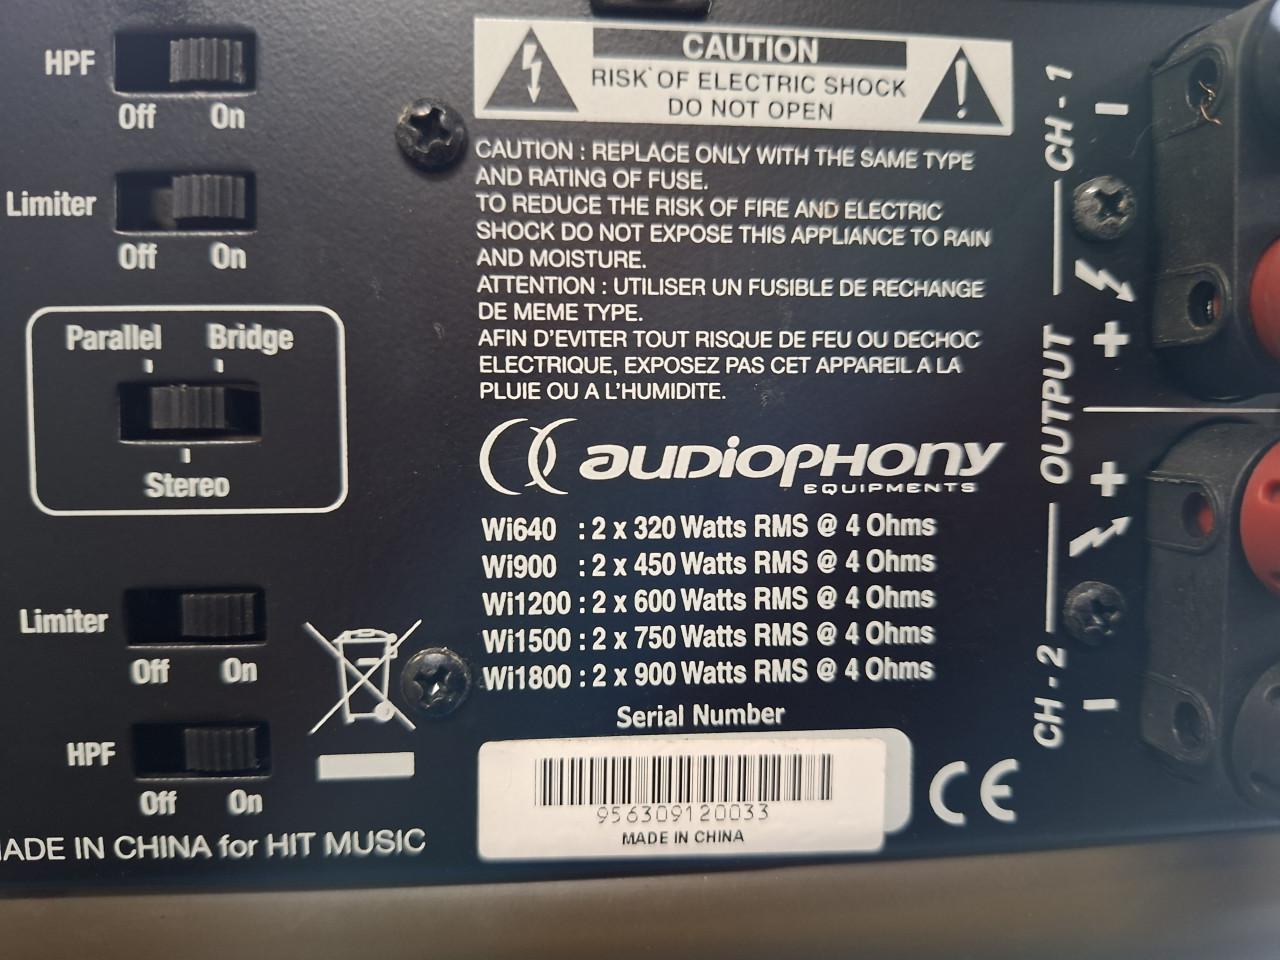 HPF
Off On
Limiter
Off On
Parallel Bridge
Stereo
Limiter
Off On
HPF
Off On
MADE IN CHINA for HIT MUSIC
CAUTION
RISK OF ELECTRIC SHOCK
DO NOT OPEN
CAUTION : REPLACE ONLY WITH THE SAME TYPE
AND RATING OF FUSE.
TO REDUCE THE RISK OF FIRE AND ELECTRIC
SHOCK DO NOT EXPOSE THIS APPLIANCE TO RAIN
AND MOISTURE.
ATTENTION : UTILISER UN FUSIBLE DE RECHANGE
DE MEME TYPE.
AFIN D'EVITER TOUT RISQUE DE FEU OU DECHOC
ELECTRIQUE, EXPOSEZ PAS CET APPAREIL A LA
PLUIE OU A L'HUMIDITE.
AUDIOPHONY
EQUIPMENTS
Wi640 : 2 x 320 Watts RMS @ 4 Ohms
Wi900 : 2 x 450 Watts RMS @ 4 Ohms
Wi1200 : 2 x 600 Watts RMS @ 4 Ohms
Wi1500 : 2 x 750 Watts RMS @ 4 Ohms
Wi1800 : 2 x 900 Watts RMS @ 4 Ohms
Serial Number
956309120033
MADE IN CHINA
CE
CH - 2 OUTPUT CH - 1
−
+
+
−